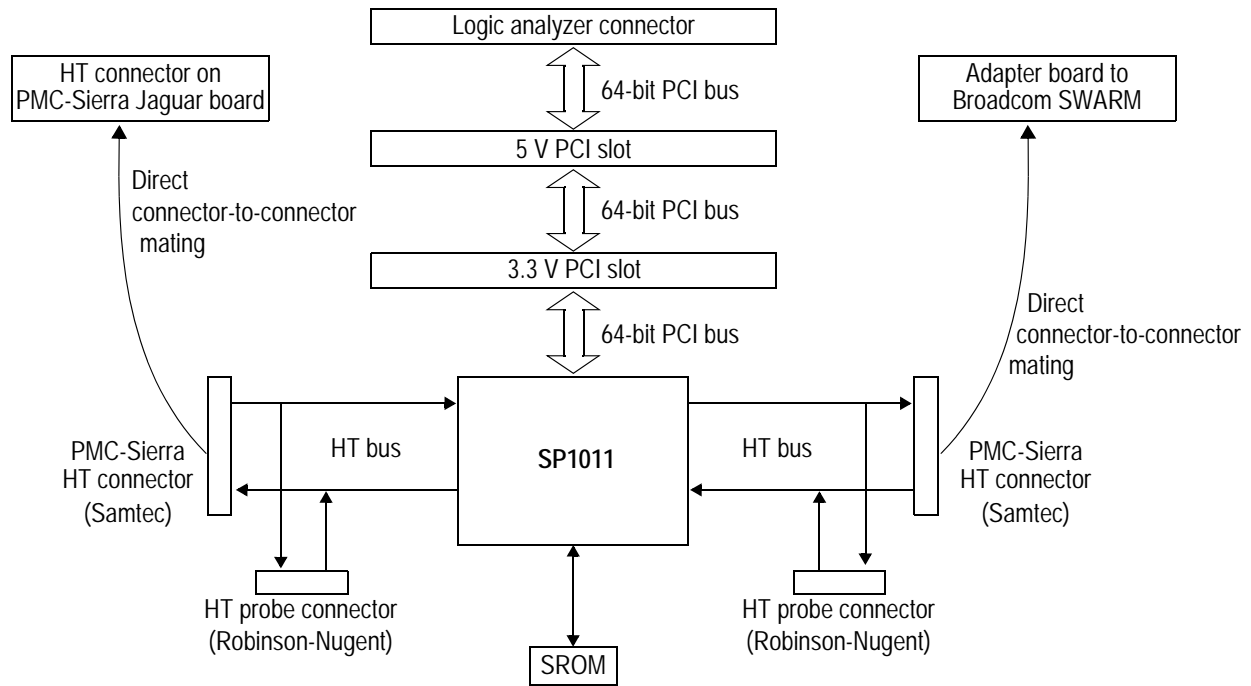 Logic analyzer connector
HT connector on
PMC-Sierra Jaguar board
64-bit PCI bus
Adapter board to
Broadcom SWARM
5 V PCI slot
Direct
connector-to-connector
mating
64-bit PCI bus
3.3 V PCI slot
64-bit PCI bus
Direct
connector-to-connector
mating
PMC-Sierra
HT connector
(Samtec)
HT bus
SP1011
HT bus
PMC-Sierra
HT connector
(Samtec)
HT probe connector
(Robinson-Nugent)
HT probe connector
(Robinson-Nugent)
SROM